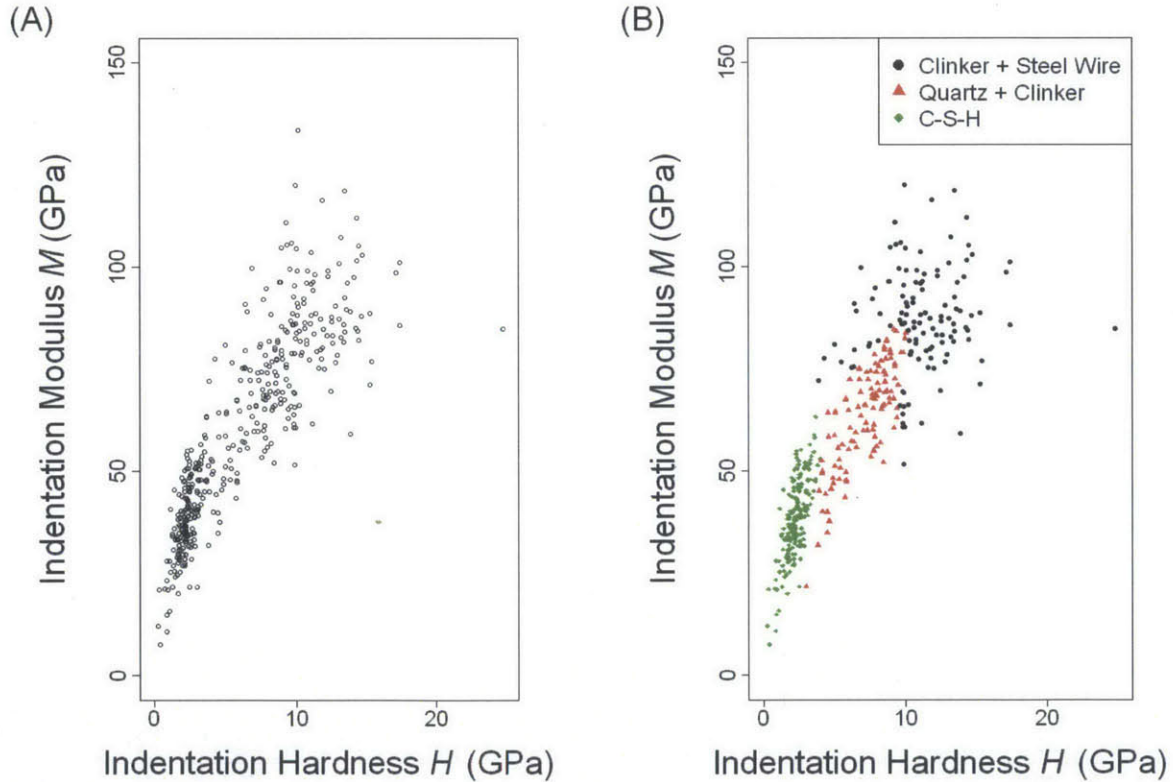 (A)
(B)
150
100
50
0
Indentation Modulus M (GPa)
0 10 20
Indentation Hardness H (GPa)
Clinker + Steel Wire
Quartz + Clinker
C-S-H
150
100
50
0
Indentation Modulus M (GPa)
0 10 20
Indentation Hardness H (GPa)